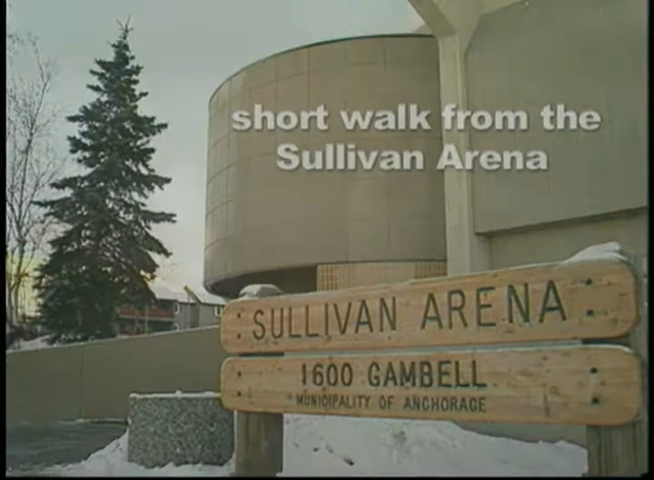 short walk from the
Sullivan Arena
SULLIVAN ARENA
1600 GAMBELL
MUNICIPALITY OF ANCHORAGE